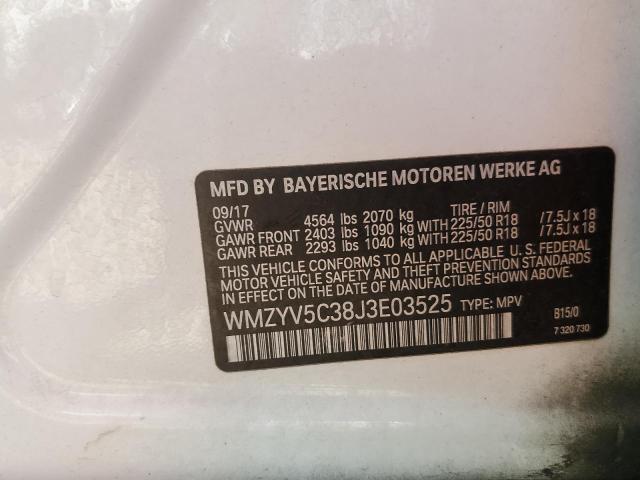 MFD BY BAYERISCHE MOTOREN WERKE AG
09/17 TIRE / RIM
GVWR 4564 lbs 2070 kg
GAWR FRONT 2403 lbs 1090 kg WITH 225/50 R18 /7.5J x 18
GAWR REAR 2293 lbs 1040 kg WITH 225/50 R18 /7.5J x 18
THIS VEHICLE CONFORMS TO ALL APPLICABLE U.S. FEDERAL
MOTOR VEHICLE SAFETY AND THEFT PREVENTION STANDARDS
IN EFFECT ON THE DATE OF MANUFACTURE SHOWN ABOVE.
WMZYV5C38J3E03525 TYPE: MPV B15/0
7 320 730